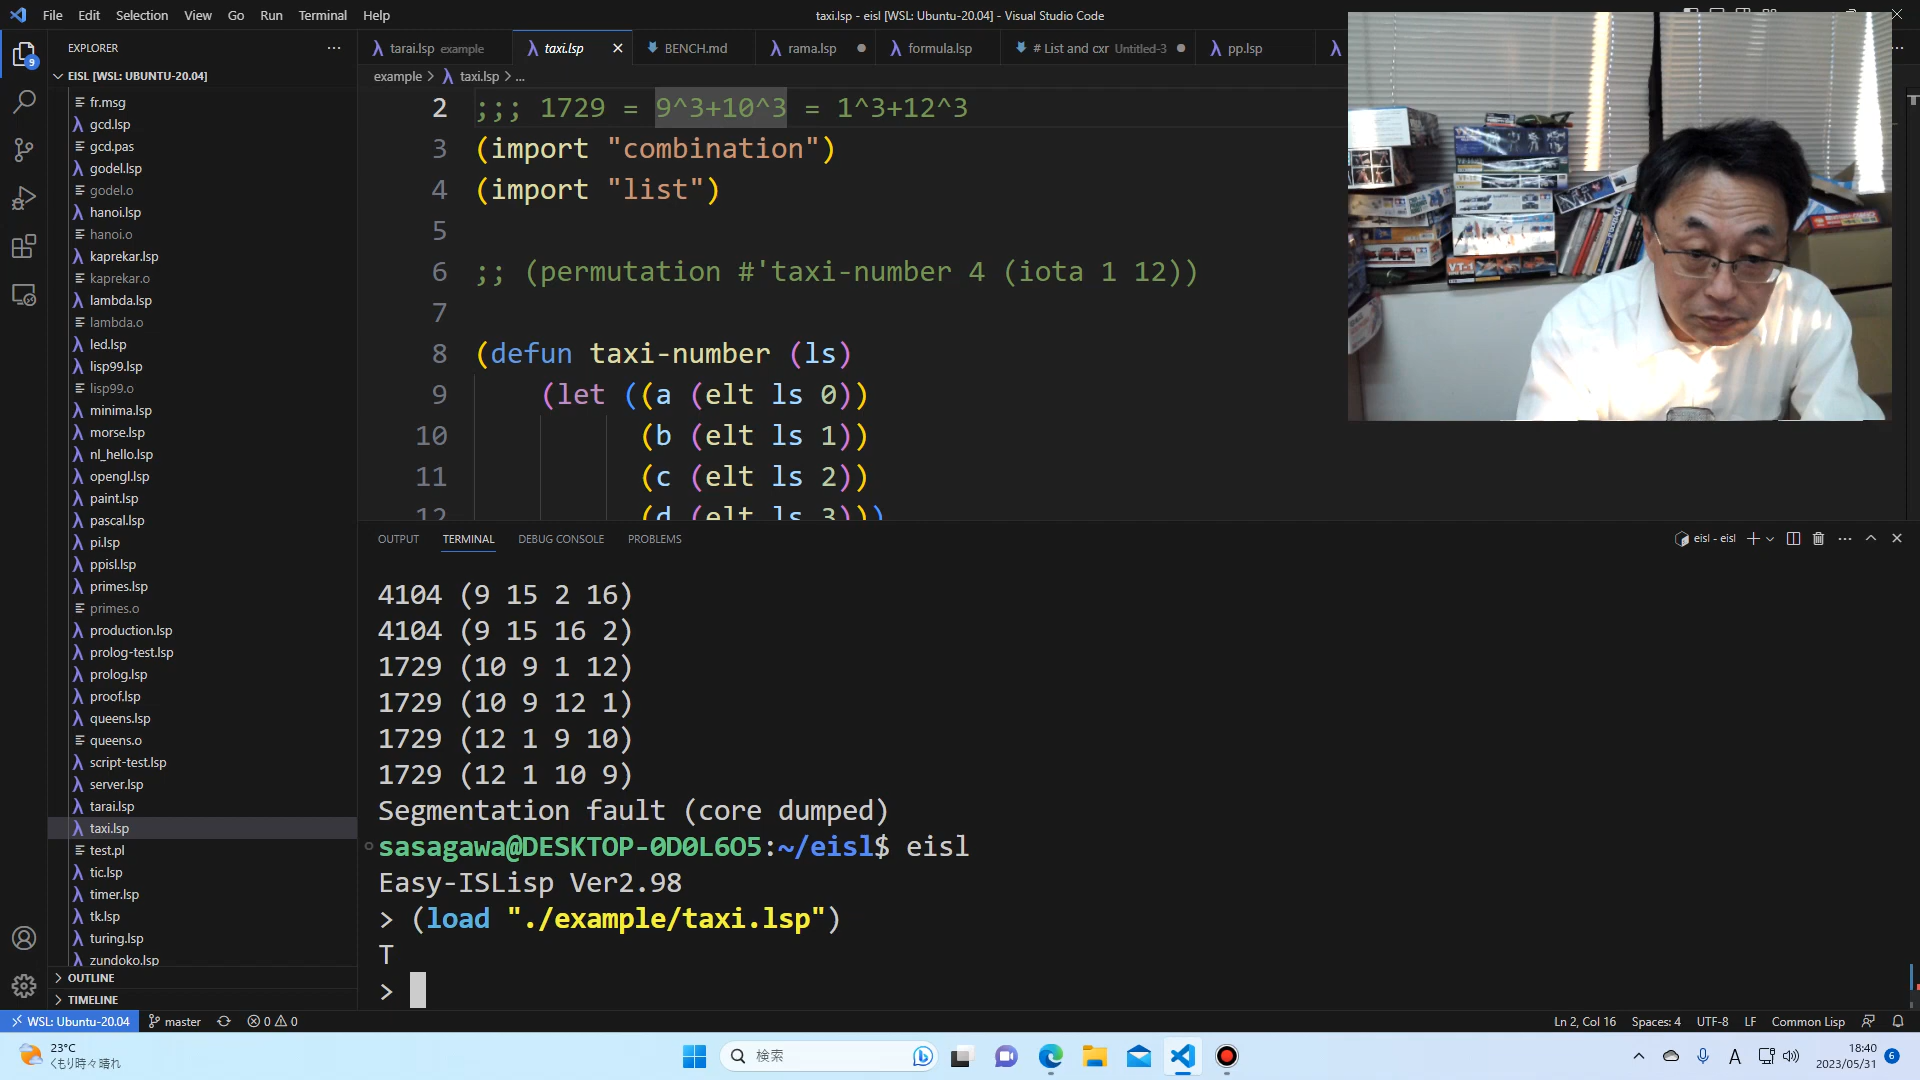 File Edit Selection View Go Run Terminal Help
taxi.lsp - eisl [WSL: Ubuntu-20.04] - Visual Studio Code
EXPLORER
tarai.lsp example
taxi.lsp
BENCH.md
rama.lsp
formula.lsp
# List and cxr Untitled-3
pp.lsp
EISL [WSL: UBUNTU-20.04]
example > taxi.lsp > ...
fr.msg
gcd.lsp
gcd.pas
godel.lsp
godel.o
hanoi.lsp
hanoi.o
kaprekar.lsp
kaprekar.o
lambda.lsp
lambda.o
led.lsp
lisp99.lsp
lisp99.o
minima.lsp
morse.lsp
nl_hello.lsp
opengl.lsp
paint.lsp
pascal.lsp
pi.lsp
ppisl.lsp
primes.lsp
primes.o
production.lsp
prolog-test.lsp
prolog.lsp
proof.lsp
queens.lsp
queens.o
script-test.lsp
server.lsp
tarai.lsp
taxi.lsp
test.pl
tic.lsp
timer.lsp
tk.lsp
turing.lsp
zundoko.lsp
OUTLINE
TIMELINE
2 ;;; 1729 = 9^3+10^3 = 1^3+12^3
3 (import "combination")
4 (import "list")
5
6 ;; (permutation #'taxi-number 4 (iota 1 12))
7
8 (defun taxi-number (ls)
9 (let ((a (elt ls 0))
10 (b (elt ls 1))
11 (c (elt ls 2))
12 (d (elt ls 3)))
OUTPUT TERMINAL DEBUG CONSOLE PROBLEMS
eisl - eisl
4104 (9 15 2 16)
4104 (9 15 16 2)
1729 (10 9 1 12)
1729 (10 9 12 1)
1729 (12 1 9 10)
1729 (12 1 10 9)
Segmentation fault (core dumped)
sasagawa@DESKTOP-0D0L6O5:~/eisl$ eisl
Easy-ISLisp Ver2.98
> (load "./example/taxi.lsp")
T
>
WSL: Ubuntu-20.04 master 0 0
Ln 2, Col 16 Spaces: 4 UTF-8 LF Common Lisp
23°C
くもり時々晴れ
検索
A
18:40
2023/05/31
6
9